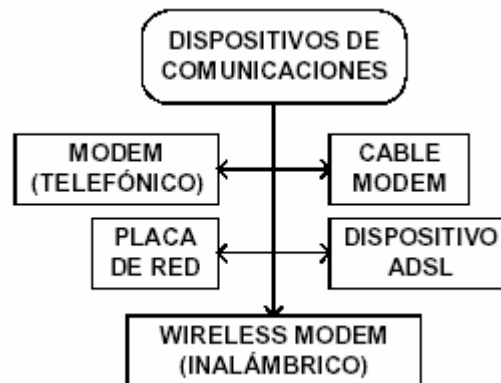 DISPOSITIVOS DE
COMUNICACIONES
MODEM
(TELEFÓNICO)
CABLE
MODEM
PLACA
DE RED
DISPOSITIVO
ADSL
WIRELESS MODEM
(INALÁMBRICO)